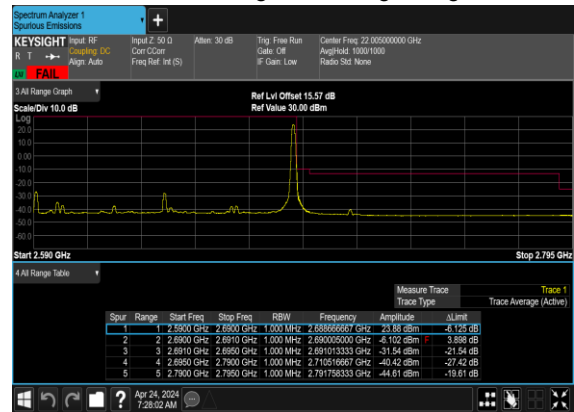 Spectrum Analyzer 1
Spurious Emissions
KEYSIGHT Input: RF Input Z: 50 Ω Atten: 30 dB Trig: Free Run Center Freq: 22.005000000 GHz
R T Coupling: DC Corr CCorr Gate: Off Avg|Hold: 1000/1000
Align: Auto Freq Ref: Int (S) IF Gain: Low Radio Std: None
FAIL
3 All Range Graph
Ref Lvl Offset 15.57 dB
Scale/Div 10.0 dB Ref Value 30.00 dBm
Log
20.0
10.0
0.00
-10.0
-20.0
-30.0
-40.0
-50.0
-60.0
Start 2.590 GHz Stop 2.795 GHz
4 All Range Table
Measure Trace Trace 1
Trace Type Trace Average (Active)
Spur Range Start Freq Stop Freq RBW Frequency Amplitude ΔLimit
1 1 2.5900 GHz 2.6900 GHz 1.000 MHz 2.688666667 GHz 23.88 dBm -6.125 dB
2 2 2.6900 GHz 2.6910 GHz 1.000 MHz 2.690005000 GHz -6.102 dBm F 3.898 dB
3 3 2.6910 GHz 2.6950 GHz 1.000 MHz 2.691013333 GHz -31.54 dBm -21.54 dB
4 4 2.6950 GHz 2.7900 GHz 1.000 MHz 2.710516667 GHz -40.42 dBm -27.42 dB
5 5 2.7900 GHz 2.7950 GHz 1.000 MHz 2.791758333 GHz -44.61 dBm -19.61 dB
Apr 24, 2024
7:28:02 AM